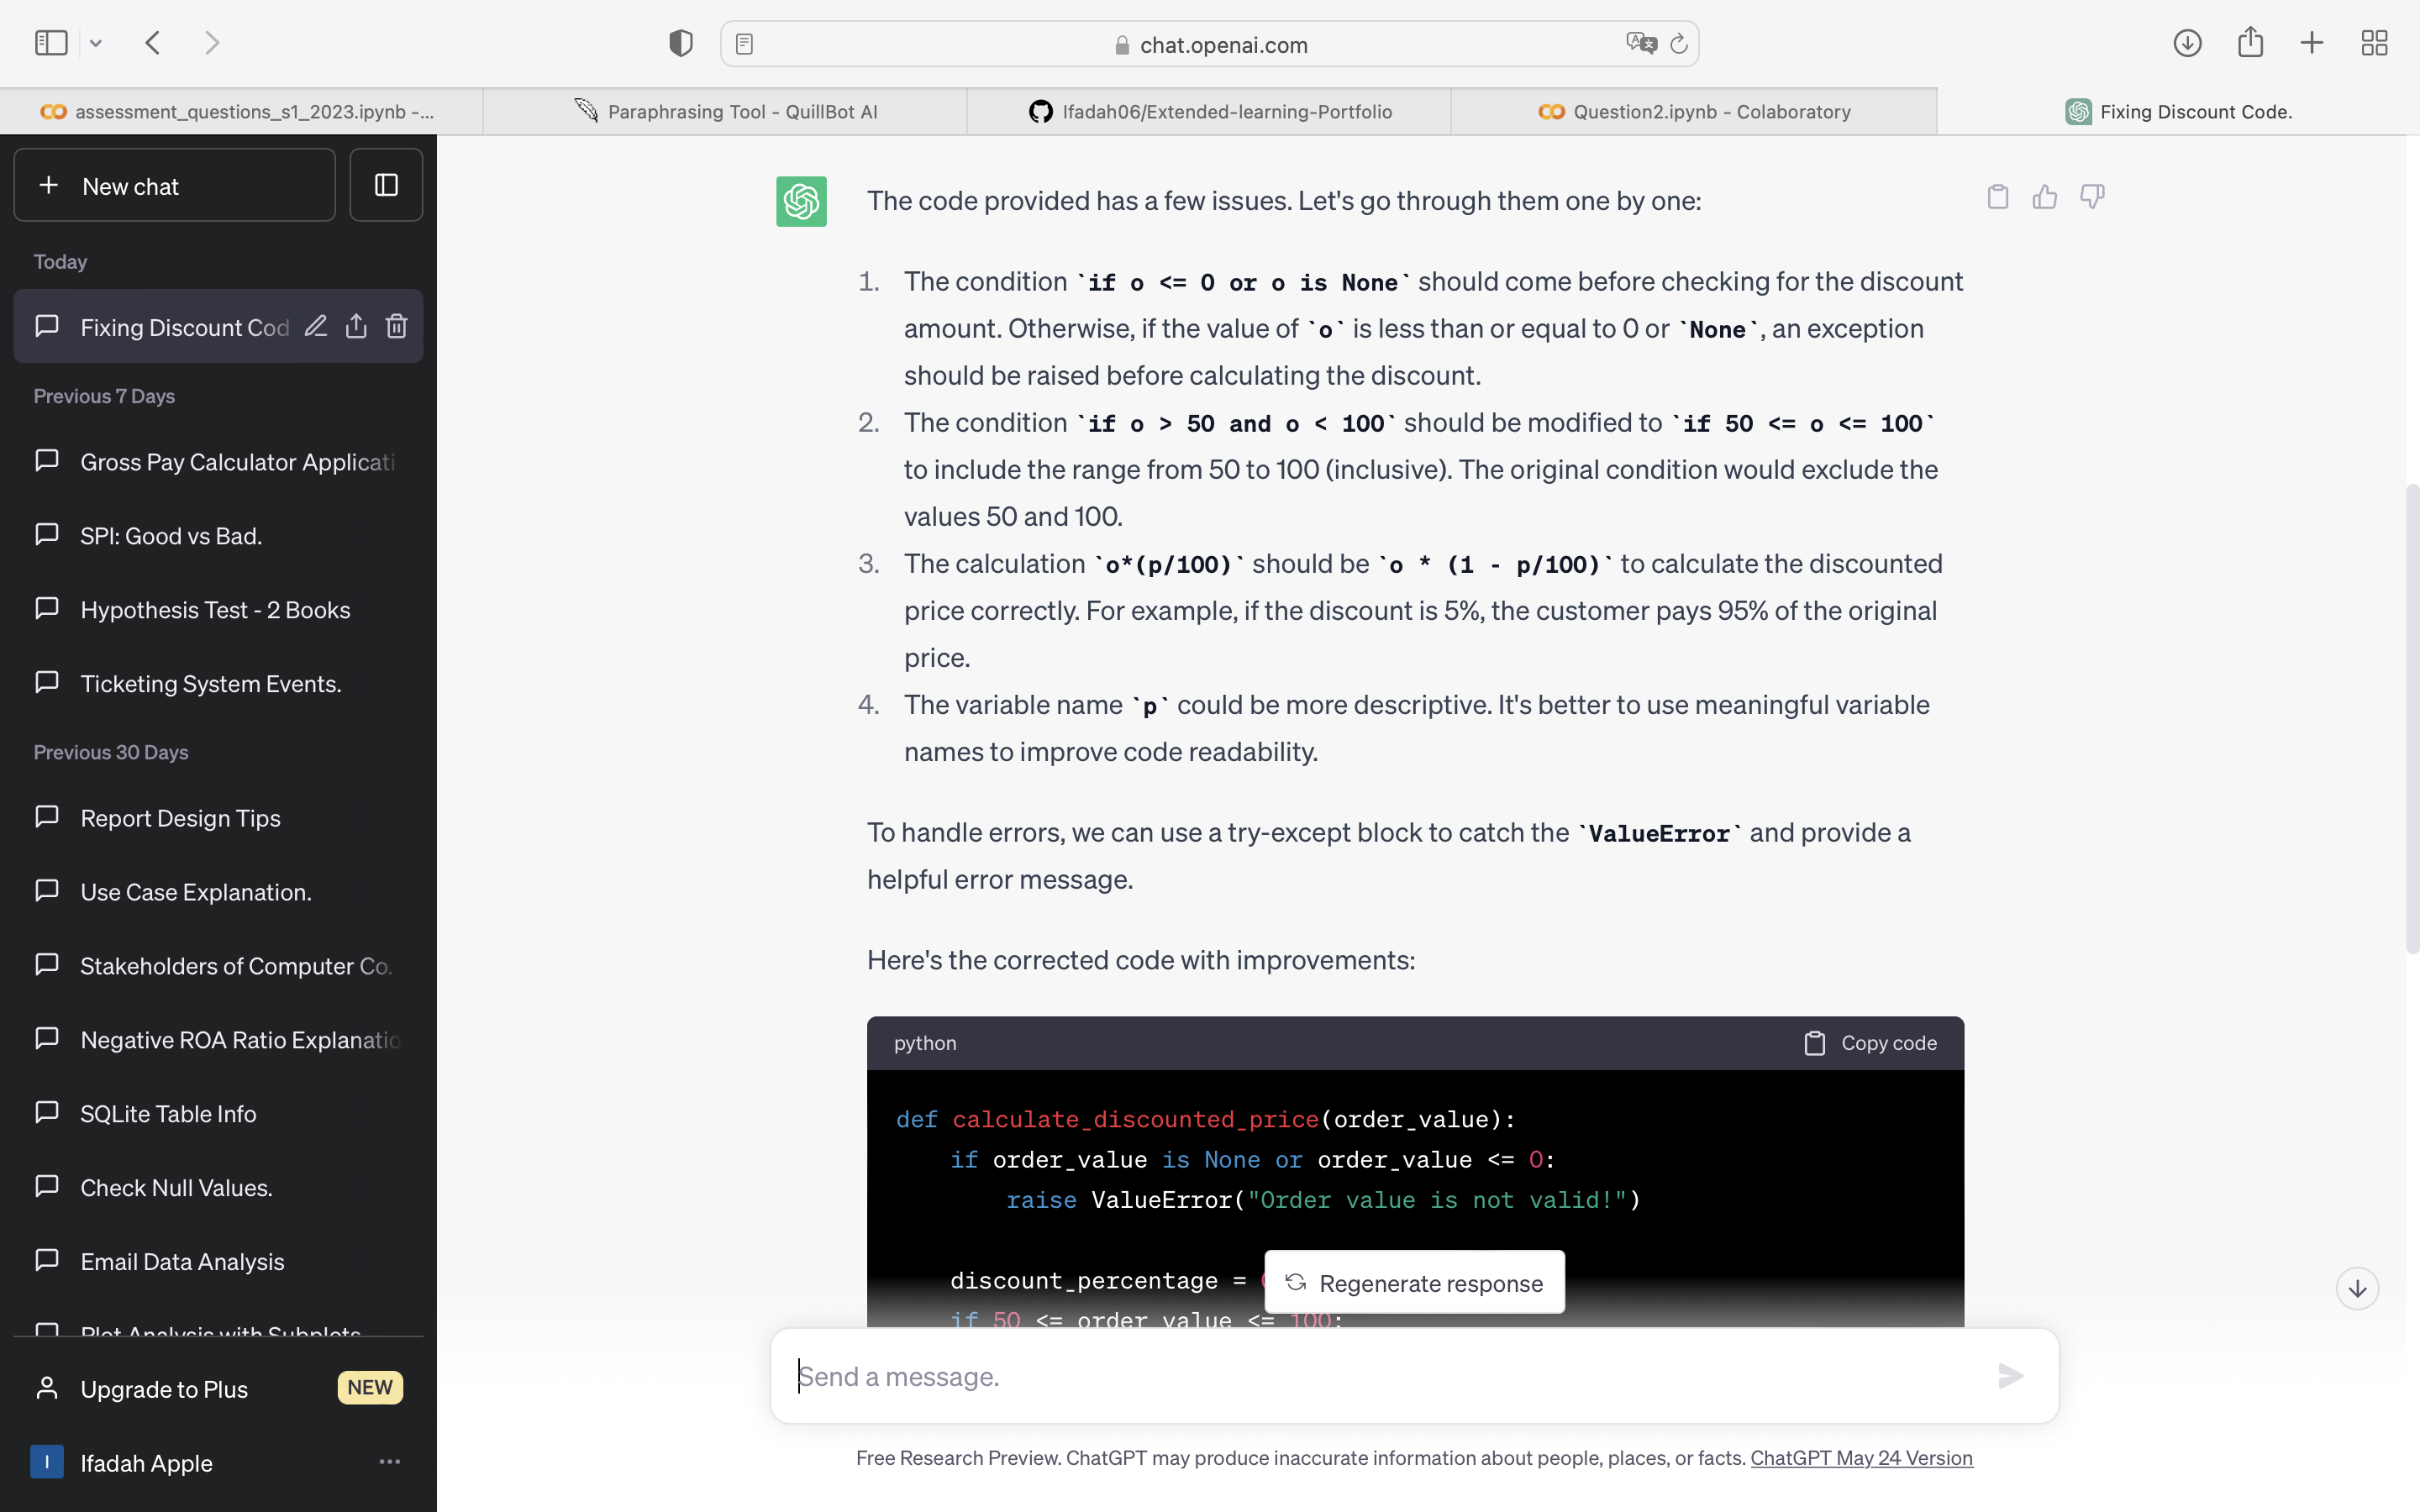 chat.openai.com
assessment_questions_s1_2023.ipynb -...
Paraphrasing Tool - QuillBot AI
Ifadah06/Extended-learning-Portfolio
Question2.ipynb - Colaboratory
Fixing Discount Code.
New chat
Today
Fixing Discount Cod
Previous 7 Days
Gross Pay Calculator Applicati
SPI: Good vs Bad.
Hypothesis Test - 2 Books
Ticketing System Events.
Previous 30 Days
Report Design Tips
Use Case Explanation.
Stakeholders of Computer Co.
Negative ROA Ratio Explanatio
SQLite Table Info
Check Null Values.
Email Data Analysis
Plot Analysis with Subplots
Upgrade to Plus
NEW
I
Ifadah Apple
The code provided has a few issues. Let's go through them one by one:
1. The condition `if o <= 0 or o is None` should come before checking for the discount
amount. Otherwise, if the value of `o` is less than or equal to 0 or `None`, an exception
should be raised before calculating the discount.
2. The condition `if o > 50 and o < 100` should be modified to `if 50 <= o <= 100`
to include the range from 50 to 100 (inclusive). The original condition would exclude the
values 50 and 100.
3. The calculation `o*(p/100)` should be `o * (1 - p/100)` to calculate the discounted
price correctly. For example, if the discount is 5%, the customer pays 95% of the original
price.
4. The variable name `p` could be more descriptive. It's better to use meaningful variable
names to improve code readability.
To handle errors, we can use a try-except block to catch the `ValueError` and provide a
helpful error message.
Here's the corrected code with improvements:
python
Copy code
def calculate_discounted_price(order_value):
if order_value is None or order_value <= 0:
raise ValueError("Order value is not valid!")
discount_percentage =
if 50 <= order_value <= 100:
Regenerate response
Send a message.
Free Research Preview. ChatGPT may produce inaccurate information about people, places, or facts. ChatGPT May 24 Version